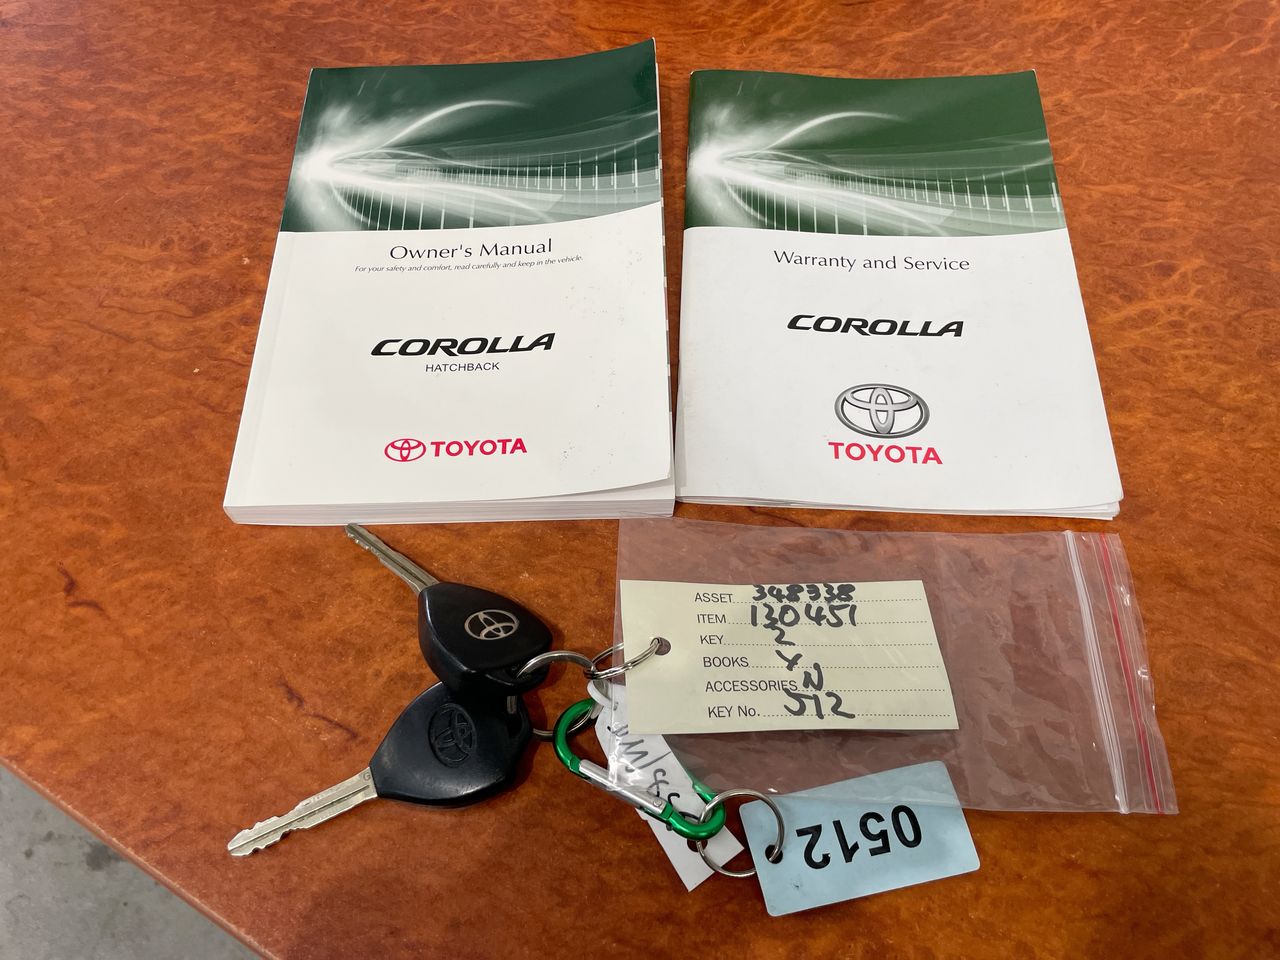 Owner's Manual
For your safety and comfort, read carefully and keep in the vehicle.
COROLLA
HATCHBACK
TOYOTA
Warranty and Service
COROLLA
TOYOTA
ASSET 348338
ITEM 130451
KEY 2
BOOKS Y
ACCESSORIES N
KEY No. 512
0512